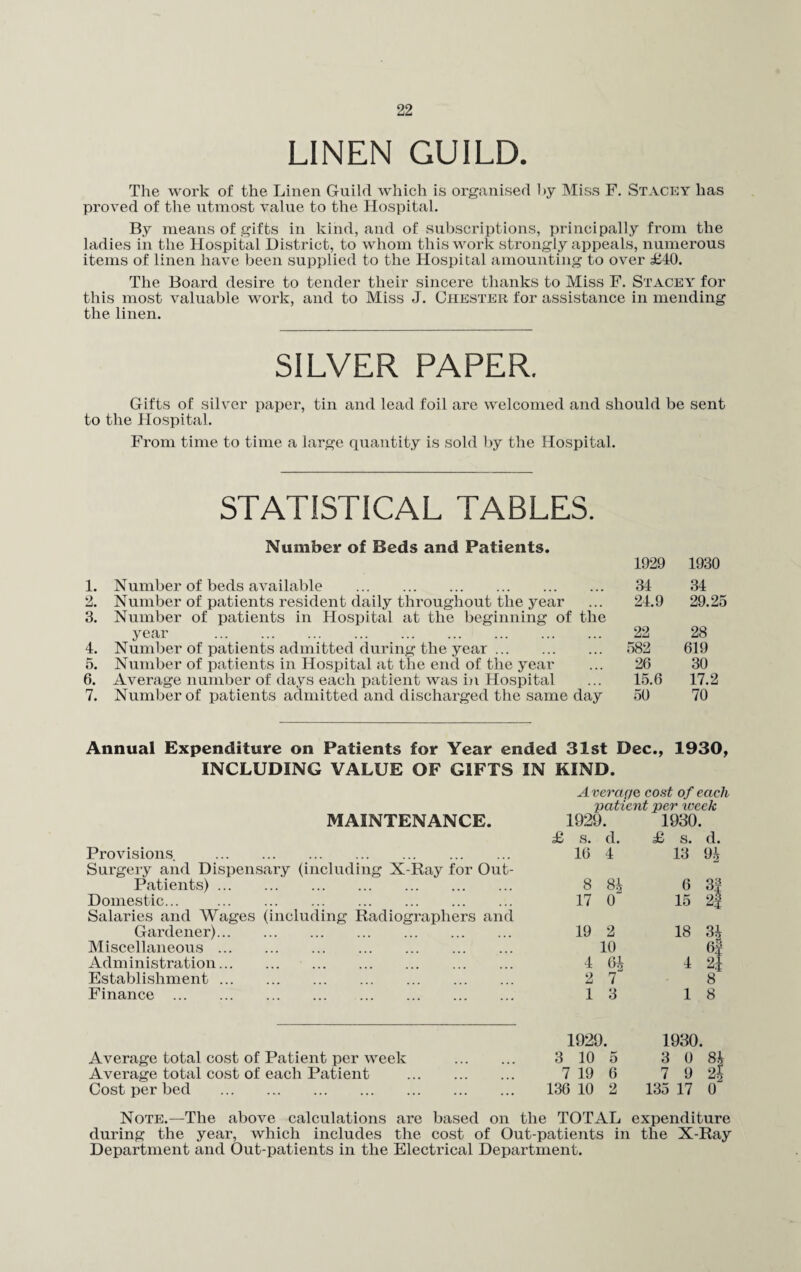 22
LINEN GUILD.
The work of the Linen Guild which is organised by Miss F. STACEY has
proved of the utmost value to the Hospital.
By means of gifts in kind, and of subscriptions, principally from the
ladies in the Hospital District, to whom this work strongly appeals, numerous
items of linen have been supplied to the Hospital amounting to over £40.
The Board desire to tender their sincere thanks to Miss F. STACEY for
this most valuable work, and to Miss J. CHESTER for assistance in mending
the linen.
SILVER PAPER.
Gifts of silver paper, tin and lead foil are welcomed and should be sent
to the Hospital.
From time to time a large quantity is sold by the Hospital.
STATISTICAL TABLES.
Number of Beds and Patients.
1929 1930
1. Number of beds available ... ... ... ... ... ... 34 34
2. Number of patients resident daily throughout the year ... 24.9 29.25
3. Number of patients in Hospital at the beginning of the
year ... ... ... ... ... ... ... ... ... 22 28
4. Number of patients admitted during the year ... ... ... 582 619
5. Number of patients in Hospital at the end of the year ... 26 30
6. Average number of days each patient was in Hospital ... 15.6 17.2
7. Number of patients admitted and discharged the same day 50 70
Annual Expenditure on Patients for Year ended 31st Dec., 1930,
INCLUDING VALUE OF GIFTS IN KIND.
Average cost of each
patient per week
MAINTENANCE. 1929. 1930.
£ s. d. £ s. d.
Provisions ... ... ... ... ... ... ... 16 4 13 9½
Surgery and Dispensary (including X-Ray for Out-
Patients) ... ... ... ... ... ... ... 8 8½ 6 3¾
Domestic... ... ... ... ... ... ... ... 17 0 15 2¾
Salaries and Wages (including Radiographers and
Gardener)... ... ... ... ... ... ... 19 2 18 3½
Miscellaneous ... ... ... ... ... ... ... 10 6¾
Administration... ... ... ... ... ... ... 4 6½ 4 2¼
Establishment ... ... ... ... ... ... ... 2 7 8
Finance ... ... ... ... ... ... ... ... 1 3 1 8
1929. 1930.
Average total cost of Patient per week ... ... 3 10 5 3 0 8½
Average total cost of each Patient ... ... ... 7 19 6 7 9 2½
Cost per bed ... ... ... ... ... ... ... 136 10 2 135 17 0
NOTE.—The above calculations are based on the TOTAL expenditure
during the year, which includes the cost of Out-patients in the X-Ray
Department and Out-patients in the Electrical Department.